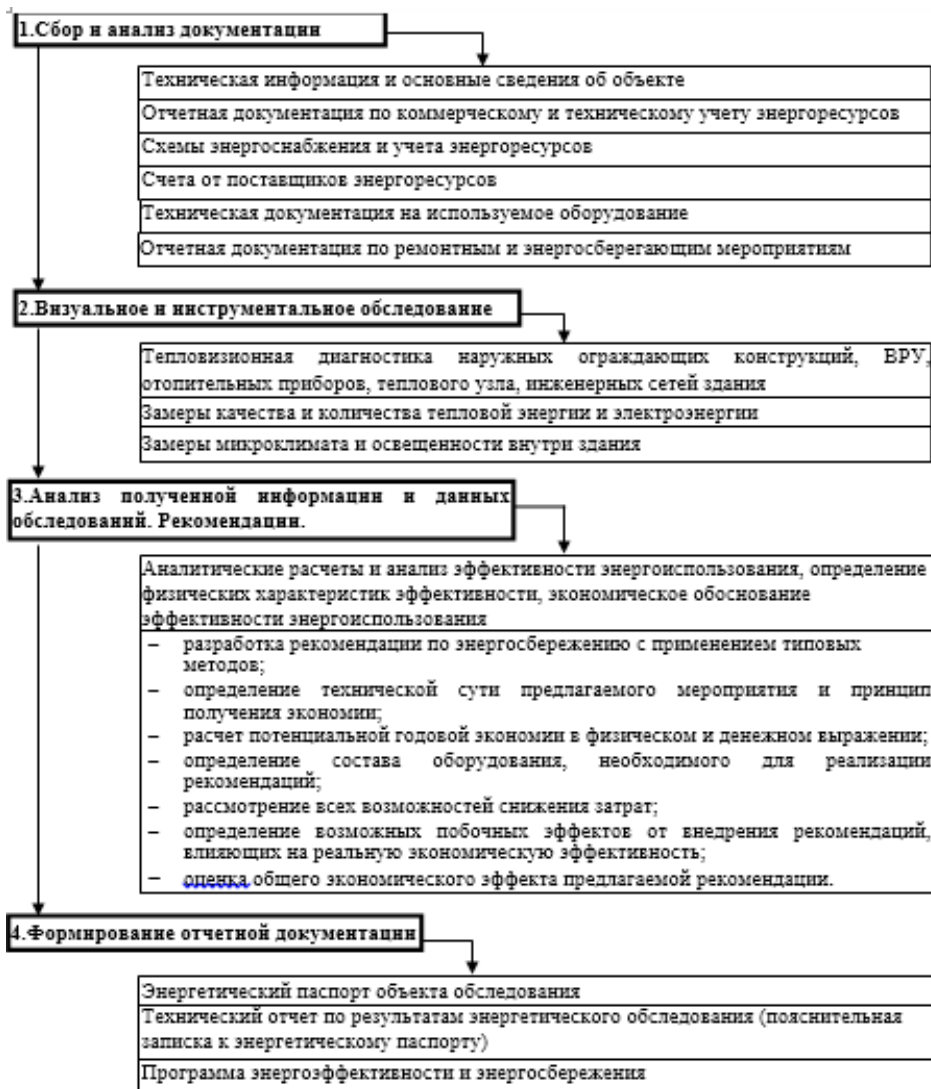 1.Сбор и анализ документации
Техническая информация и основные сведения об объекте
Отчетная документация по коммерческому и техническому учету энергоресурсов
Схемы энергоснабжения и учета энергоресурсов
Счета от поставщиков энергоресурсов
Техническая документация на используемое оборудование
Отчетная документация по ремонтным и энергосберегающим мероприятиям
2.Визуальное и инструментальное обследование
Тепловизионная диагностика наружных ограждающих конструкций, ВРУ,
отопительных приборов, теплового узла, инженерных сетей здания
Замеры качества и количества тепловой энергии и электроэнергии
Замеры микроклимата и освещенности внутри здания
3.Анализ полученной информации и данных
обследований. Рекомендации.
Аналитические расчеты и анализ эффективности энергоиспользования, определение
физических характеристик эффективности, экономическое обоснование
эффективности энергоиспользования
– разработка рекомендации по энергосбережению с применением типовых
методов;
– определение технической сути предлагаемого мероприятия и принцип
получения экономии;
– расчет потенциальной годовой экономии в физическом и денежном выражении;
– определение состава оборудования, необходимого для реализации
рекомендаций;
– рассмотрение всех возможностей снижения затрат;
– определение возможных побочных эффектов от внедрения рекомендаций,
влияющих на реальную экономическую эффективность;
– оценка общего экономического эффекта предлагаемой рекомендации.
4.Формирование отчетной документации
Энергетический паспорт объекта обследования
Технический отчет по результатам энергетического обследования (пояснительная
записка к энергетическому паспорту)
Программа энергоэффективности и энергосбережения